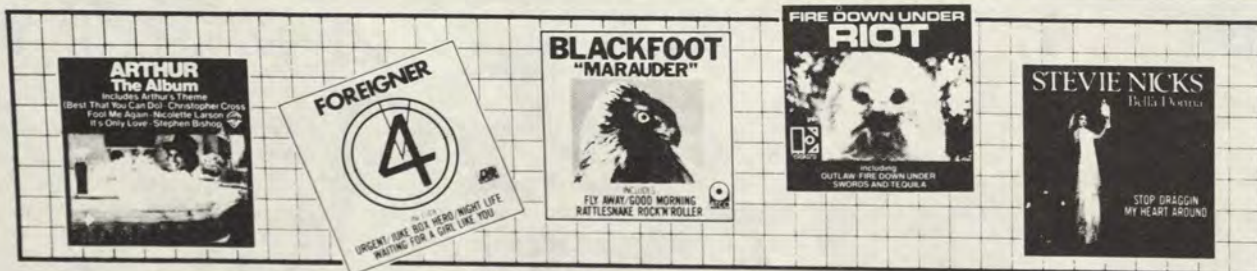 ARTHUR
The Album
Includes Arthur's Theme
(Best That You Can Do) - Christopher Cross
Fool Me Again - Nicolette Larson
It's Only Love - Stephen Bishop
FOREIGNER
4
URGENT/JUKE BOX HERO/NIGHT LIFE
WAITING FOR A GIRL LIKE YOU
BLACKFOOT
"MARAUDER"
INCLUDES
FLY AWAY/GOOD MORNING
RATTLESNAKE ROCK'N'ROLLER
FIRE DOWN UNDER
RIOT
including
OUTLAW FIRE DOWN UNDER
SWORDS AND TEQUILA
STEVIE NICKS
Bella Donna
STOP DRAGGIN
MY HEART AROUND